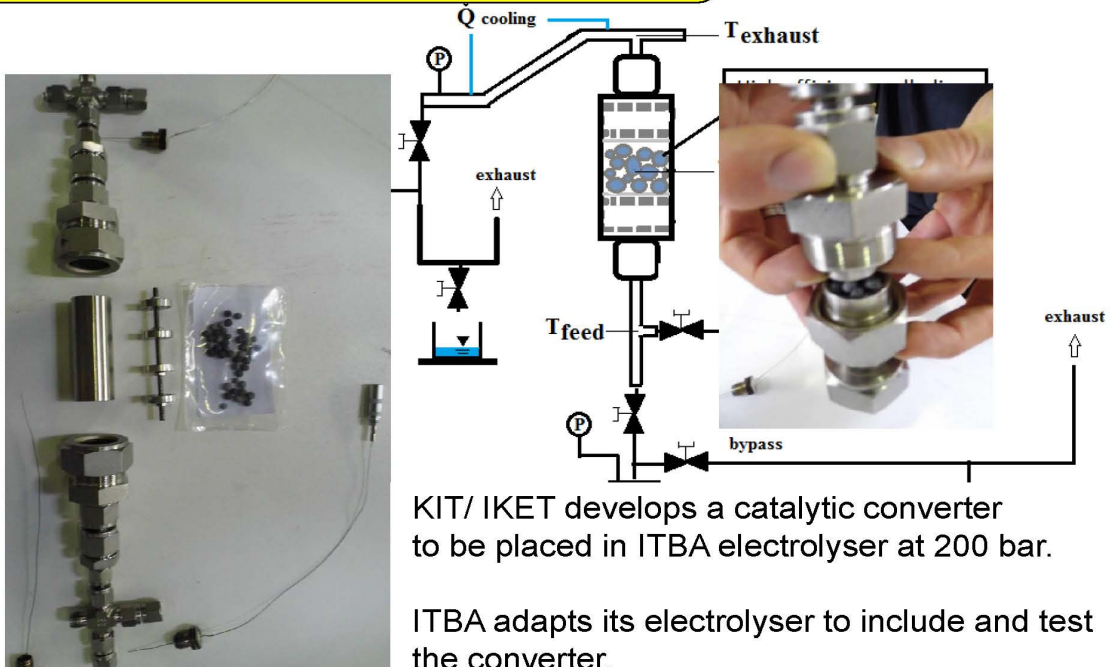 Q̇ cooling
T exhaust
P
exhaust
T feed
exhaust
P
bypass
KIT/ IKET develops a catalytic converter
to be placed in ITBA electrolyser at 200 bar.
ITBA adapts its electrolyser to include and test
the converter.